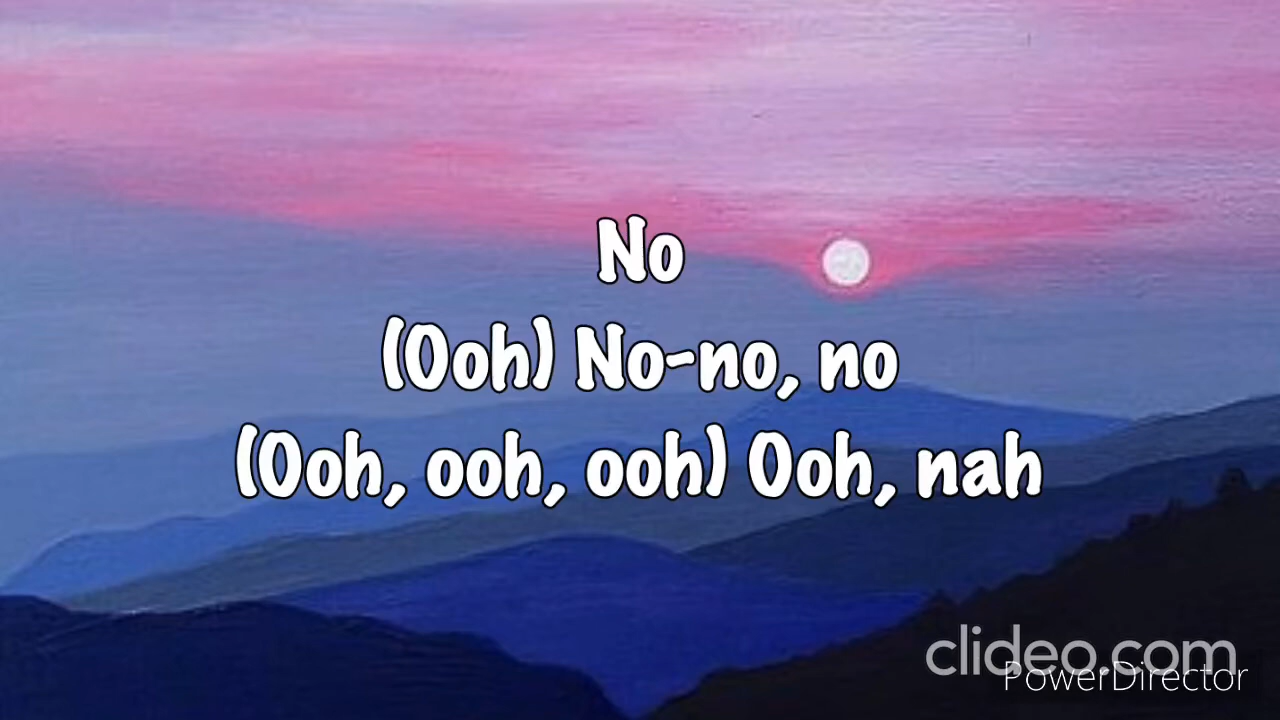 No
(Ooh) No-no, no
(Ooh, ooh, ooh) Ooh, nah
clideo.com
PowerDirector